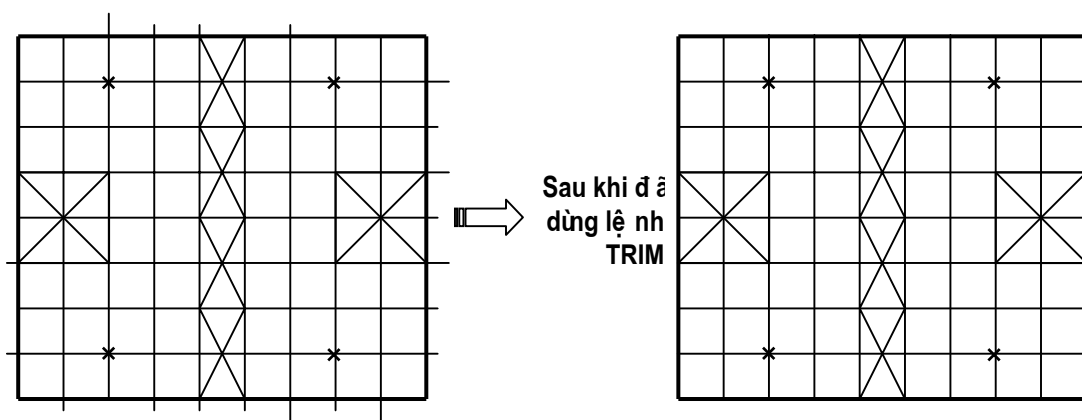 Sau khi đã
dùng lệnh
TRIM